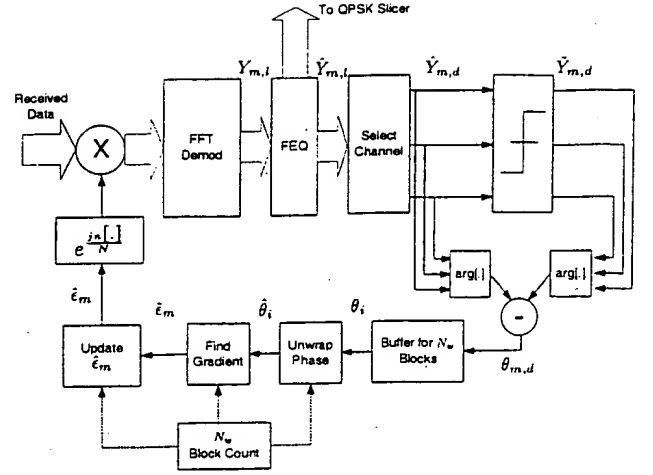 To QPSK Slicer
Y_{m,l}
Ŷ_{m,l}
Ŷ_{m,d}
Ỹ_{m,d}
Received
Data
X
FFT
Demod
FEQ
Select
Channel
e^{jn[.]/N}
arg[.]
arg[.]
-
ε̂_m
ε̃_m
θ̂_i
θ_i
θ_{m,d}
Update
ε̂_m
Find
Gradient
Unwrap
Phase
Buffer for N_w
Blocks
N_w
Block Count